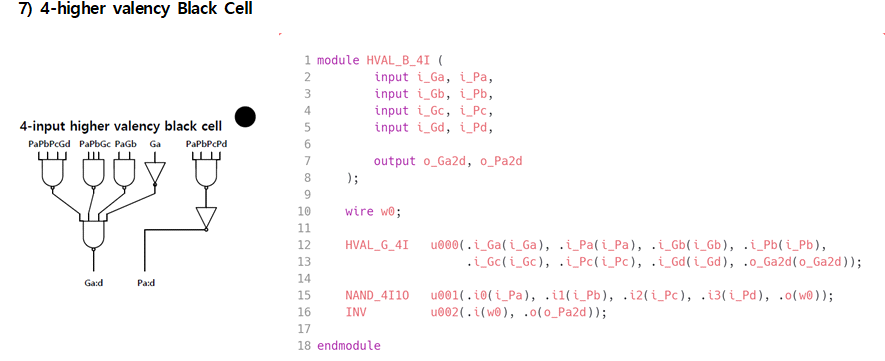 7) 4-higher valency Black Cell
4-input higher valency black cell
PaPbPcGd PaPbGc PaGb Ga PaPbPcPd
Ga:d Pa:d
1 module HVAL_B_4I (
2 input i_Ga, i_Pa,
3 input i_Gb, i_Pb,
4 input i_Gc, i_Pc,
5 input i_Gd, i_Pd,
6
7 output o_Ga2d, o_Pa2d
8 );
9
10 wire w0;
11
12 HVAL_G_4I u000(.i_Ga(i_Ga), .i_Pa(i_Pa), .i_Gb(i_Gb), .i_Pb(i_Pb),
13 .i_Gc(i_Gc), .i_Pc(i_Pc), .i_Gd(i_Gd), .o_Ga2d(o_Ga2d));
14
15 NAND_4I1O u001(.i0(i_Pa), .i1(i_Pb), .i2(i_Pc), .i3(i_Pd), .o(w0));
16 INV u002(.i(w0), .o(o_Pa2d));
17
18 endmodule